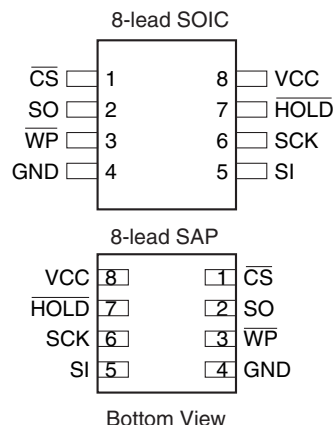 8-lead SOIC
CS 1 8 VCC
SO 2 7 HOLD
WP 3 6 SCK
GND 4 5 SI
8-lead SAP
VCC 8 1 CS
HOLD 7 2 SO
SCK 6 3 WP
SI 5 4 GND
Bottom View